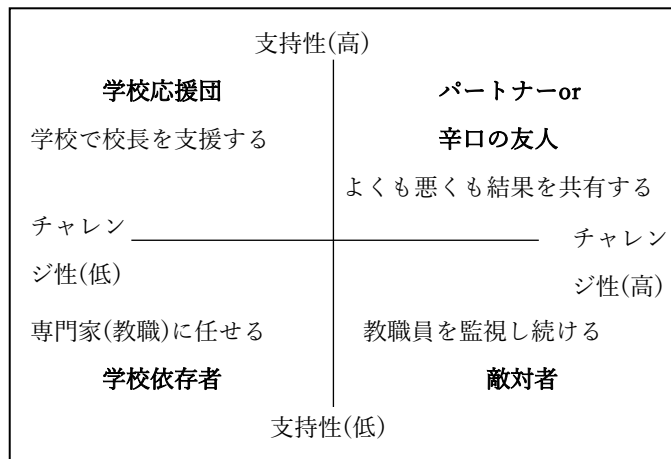 支持性(高)
学校応援団
学校で校長を支援する
パートナーor
辛口の友人
よくも悪くも結果を共有する
チャレン
ジ性(低)
チャレン
ジ性(高)
専門家(教職)に任せる
学校依存者
教職員を監視し続ける
敵対者
支持性(低)